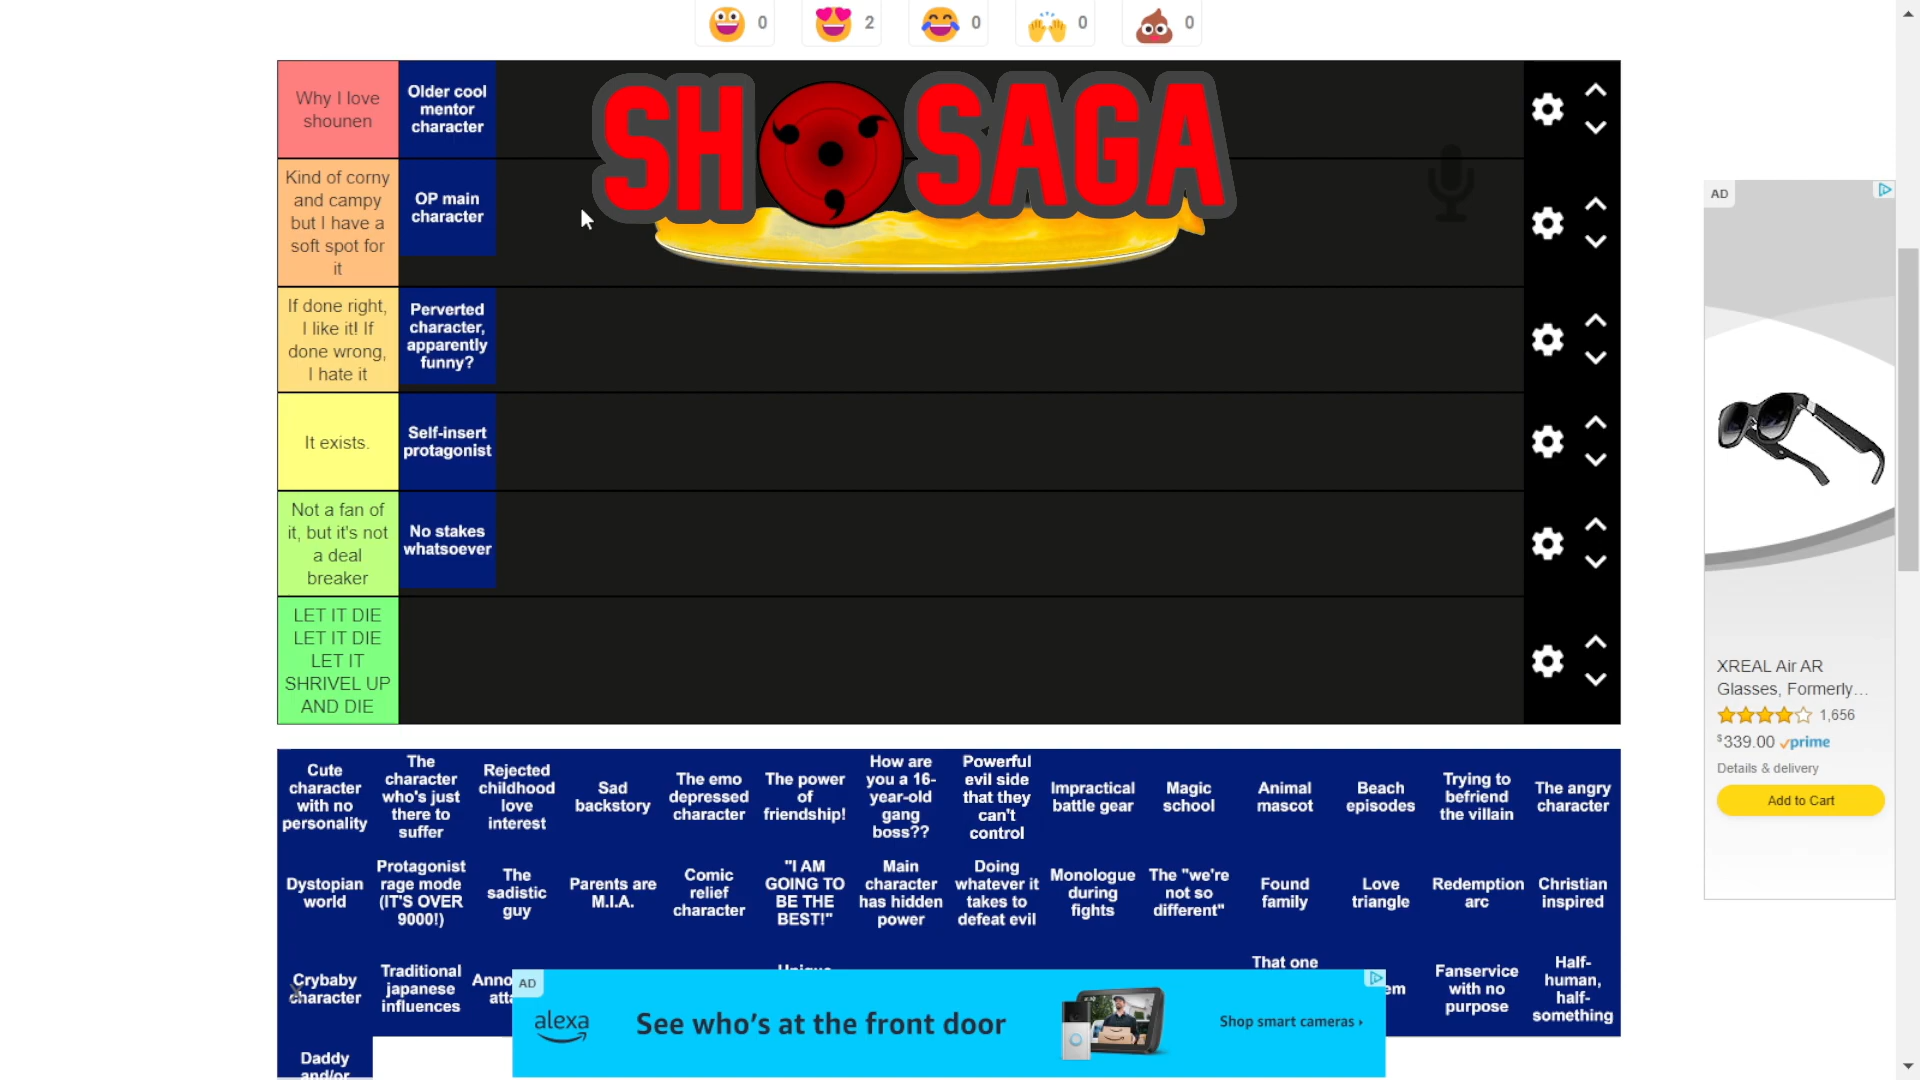 0
2
0
0
0
Why I love
shounen
Older cool
mentor
character
SH SAGA
Kind of corny
and campy
but I have a
soft spot for
it
OP main
character
If done right,
I like it! If
done wrong,
I hate it
Perverted
character,
apparently
funny?
It exists.
Self-insert
protagonist
Not a fan of
it, but it's not
a deal
breaker
No stakes
whatsoever
LET IT DIE
LET IT DIE
LET IT
SHRIVEL UP
AND DIE
Cute
character
with no
personality
The
character
who's just
there to
suffer
Rejected
childhood
love
interest
Sad
backstory
The emo
depressed
character
The power
of
friendship!
How are
you a 16-
year-old
gang
boss??
Powerful
evil side
that they
can't
control
Impractical
battle gear
Magic
school
Animal
mascot
Beach
episodes
Trying to
befriend
the villain
The angry
character
Dystopian
world
Protagonist
rage mode
(IT'S OVER
9000!)
The
sadistic
guy
Parents are
M.I.A.
Comic
relief
character
"I AM
GOING TO
BE THE
BEST!"
Main
character
has hidden
power
Doing
whatever it
takes to
defeat evil
Monologue
during
fights
The "we're
not so
different"
Found
family
Love
triangle
Redemption
arc
Christian
inspired
Crybaby
character
Traditional
japanese
influences
That one
Fanservice
with no
purpose
Half-
human,
half-
something
Daddy
and/or
AD
alexa
See who's at the front door
Shop smart cameras ›
AD
XREAL Air AR
Glasses, Formerly…
1,656
$339.00 prime
Details & delivery
Add to Cart